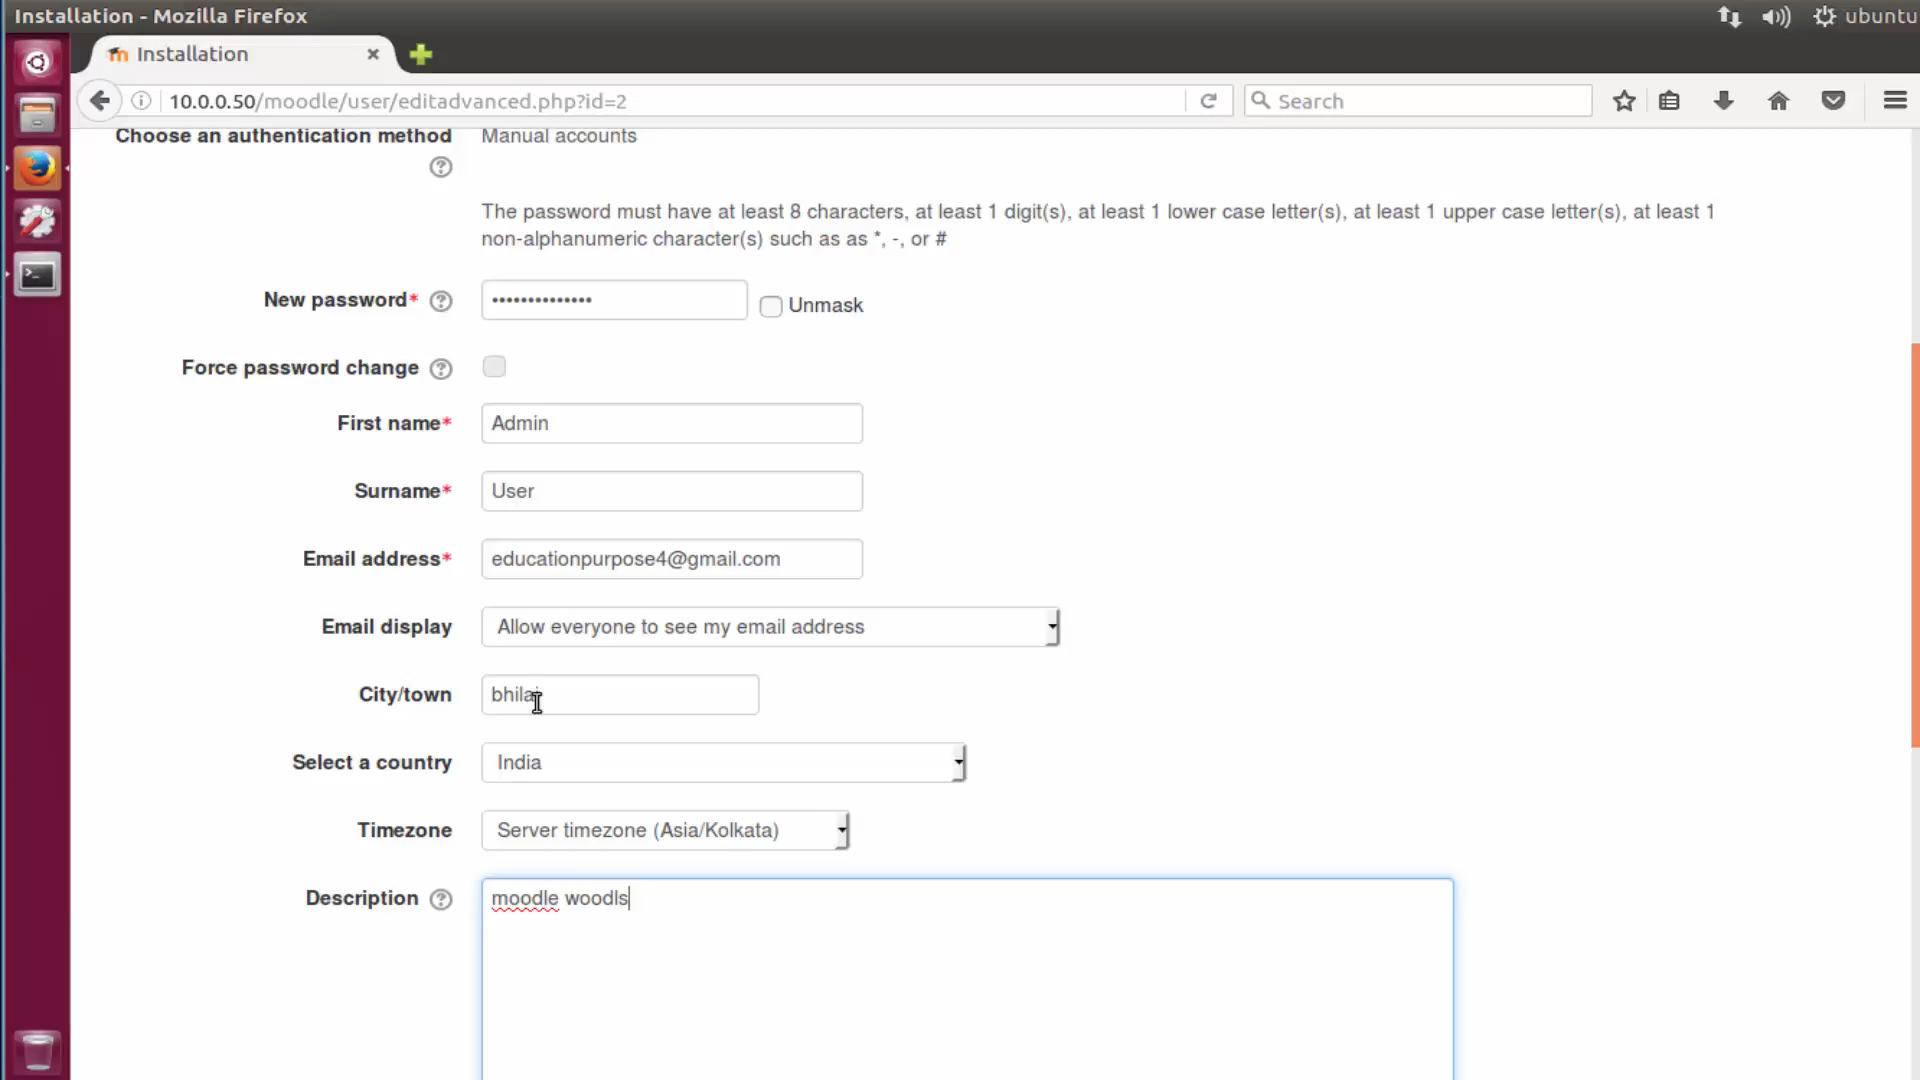 Installation - Mozilla Firefox
ubuntu
Installation
10.0.0.50/moodle/user/editadvanced.php?id=2
Search
Choose an authentication method
Manual accounts
The password must have at least 8 characters, at least 1 digit(s), at least 1 lower case letter(s), at least 1 upper case letter(s), at least 1
non-alphanumeric character(s) such as as *, -, or #
New password*
••••••••••••••
Unmask
Force password change
First name*
Admin
Surname*
User
Email address*
educationpurpose4@gmail.com
Email display
Allow everyone to see my email address
City/town
bhilai
Select a country
India
Timezone
Server timezone (Asia/Kolkata)
Description
moodle woodls